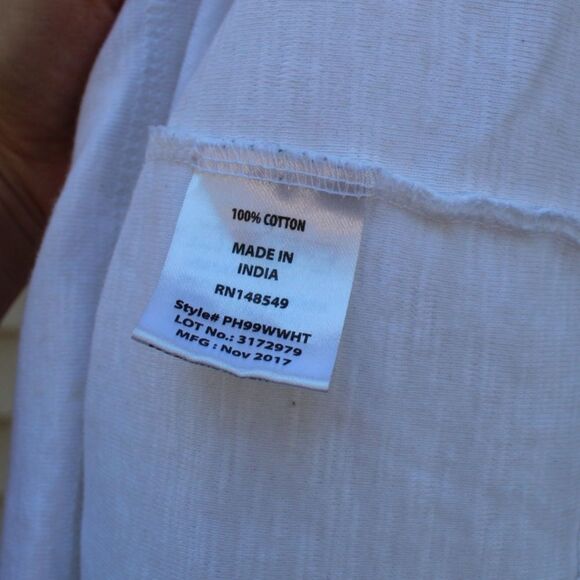 100% COTTON
MADE IN
INDIA
RN148549
Style# PH99WWHT
LOT No.: 3172979
MFG : Nov 2017